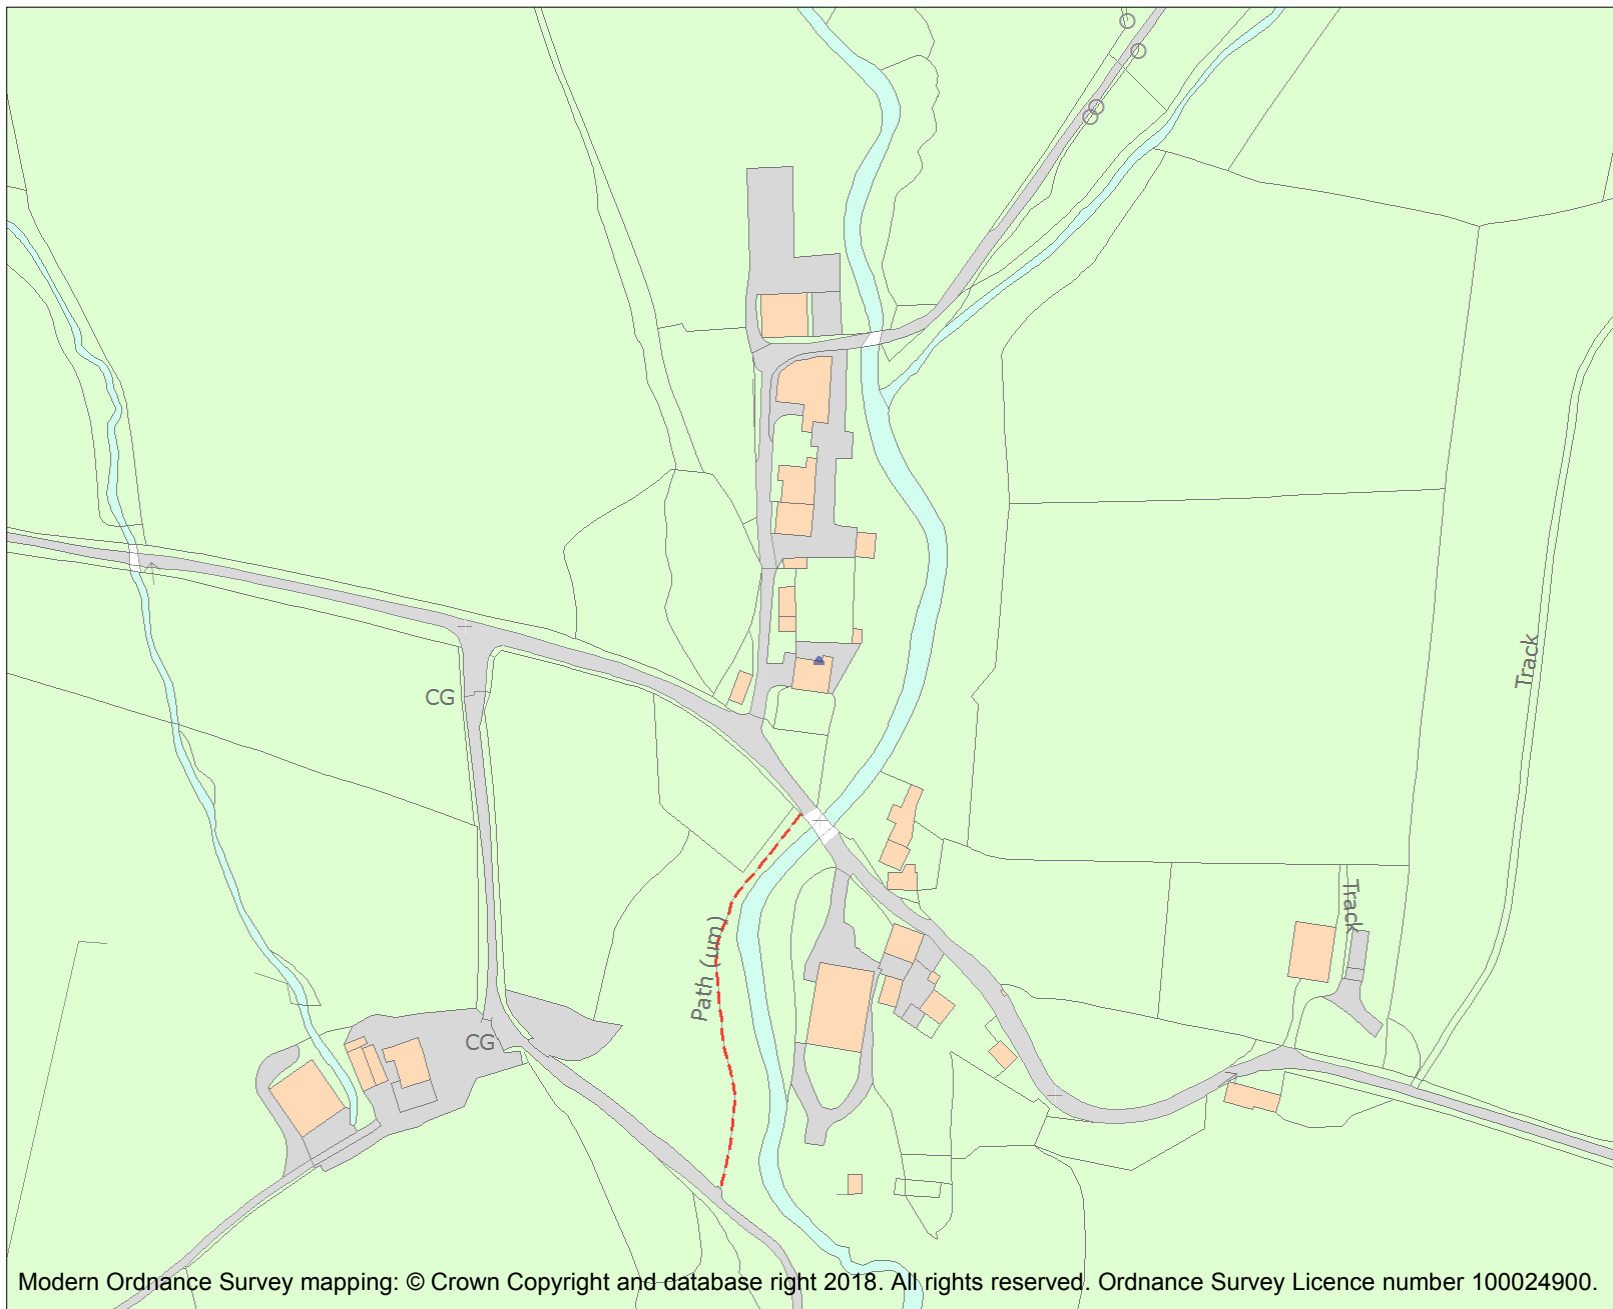 Track
CG
Track
Path (um)
CG
Modern Ordnance Survey mapping: © Crown Copyright and database right 2018. All rights reserved. Ordnance Survey Licence number 100024900.